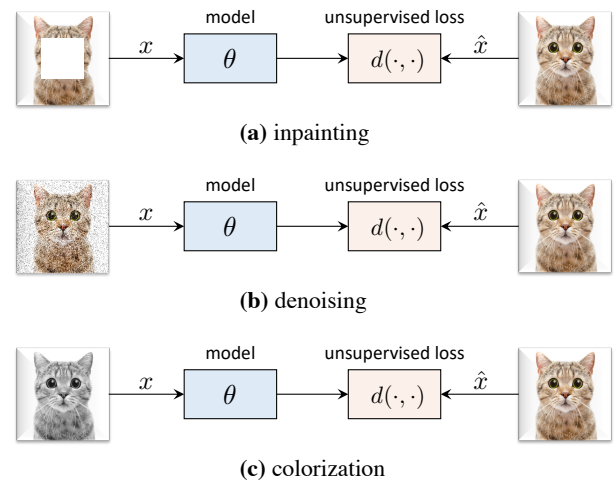 model unsupervised loss
x θ d(·, ·) x̂
(a) inpainting
model unsupervised loss
x θ d(·, ·) x̂
(b) denoising
model unsupervised loss
x θ d(·, ·) x̂
(c) colorization